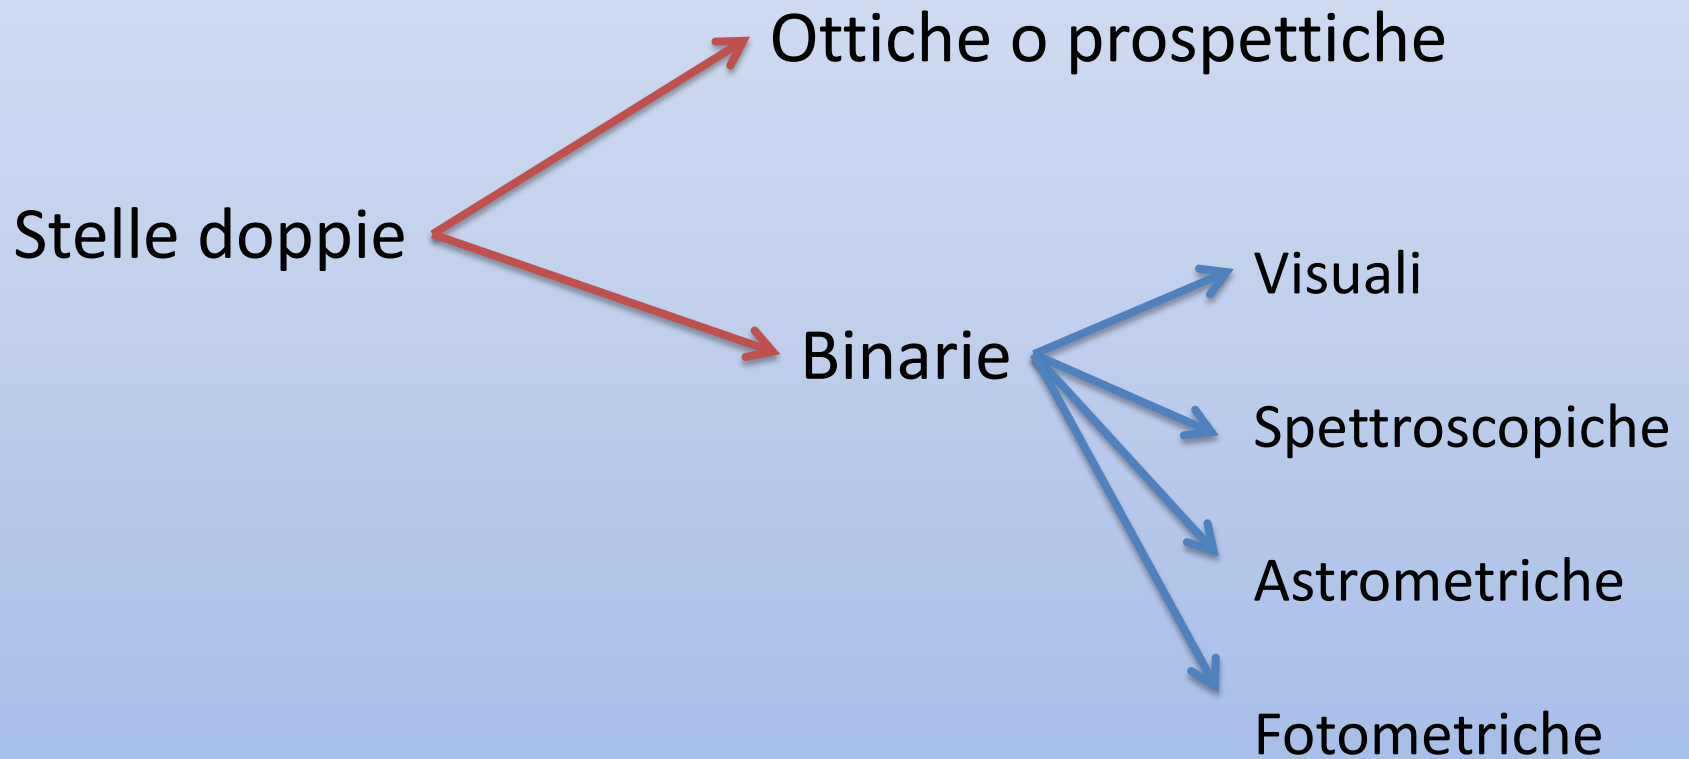 Ottiche o prospettiche
Stelle doppie
Visuali
Binarie
Spettroscopiche
Astrometriche
Fotometriche